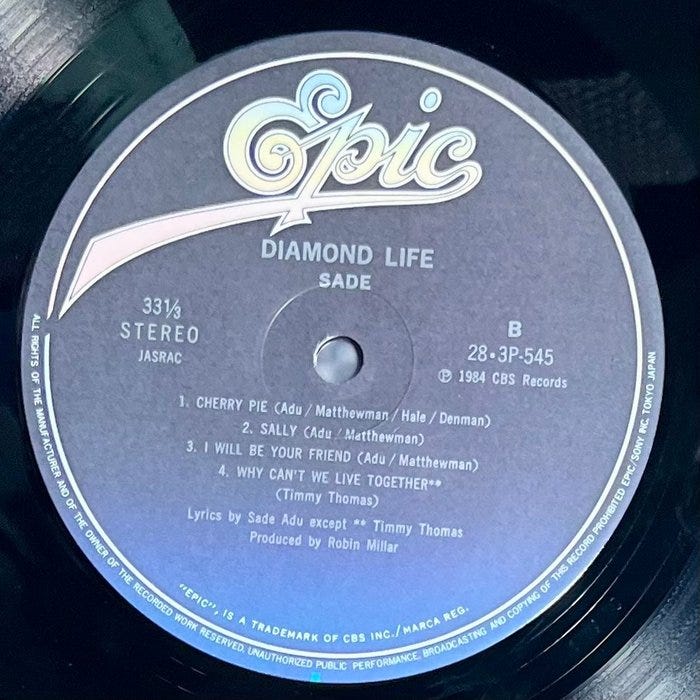 Epic
DIAMOND LIFE
SADE
33⅓
STEREO
JASRAC
B
28•3P-545
Ⓟ 1984 CBS Records
1. CHERRY PIE (Adu / Matthewman / Hale / Denman)
2. SALLY (Adu / Matthewman)
3. I WILL BE YOUR FRIEND (Adu / Matthewman)
4. WHY CAN'T WE LIVE TOGETHER**
(Timmy Thomas)
Lyrics by Sade Adu except ** Timmy Thomas
Produced by Robin Millar
"EPIC", IS A TRADEMARK OF CBS INC./MARCA REG.
ALL RIGHTS OF THE MANUFACTURER AND OF THE OWNER OF THE RECORDED WORK RESERVED. UNAUTHORIZED PUBLIC PERFORMANCE, BROADCASTING AND COPYING OF THIS RECORD PROHIBITED EPIC/SONY INC. TOKYO JAPAN